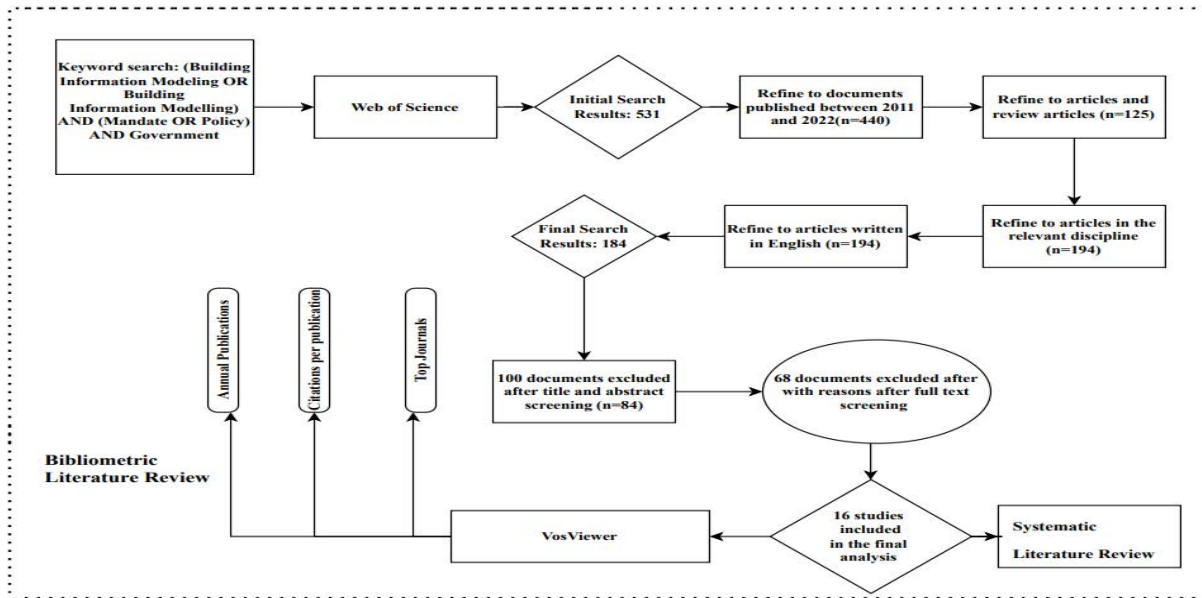 Keyword search: (Building
Information Modeling OR
Building
Information Modelling)
AND (Mandate OR Policy)
AND Government
Web of Science
Initial Search
Results: 531
Refine to documents
published between 2011
and 2022(n=440)
Refine to articles and
review articles (n=125)
Refine to articles in the
relevant discipline
(n=194)
Refine to articles written
in English (n=194)
Final Search
Results: 184
100 documents excluded
after title and abstract
screening (n=84)
68 documents excluded after
with reasons after full text
screening
16 studies
included
in the final
analysis
Systematic
Literature Review
VosViewer
Top Journals
Citations per publication
Annual Publications
Bibliometric
Literature Review